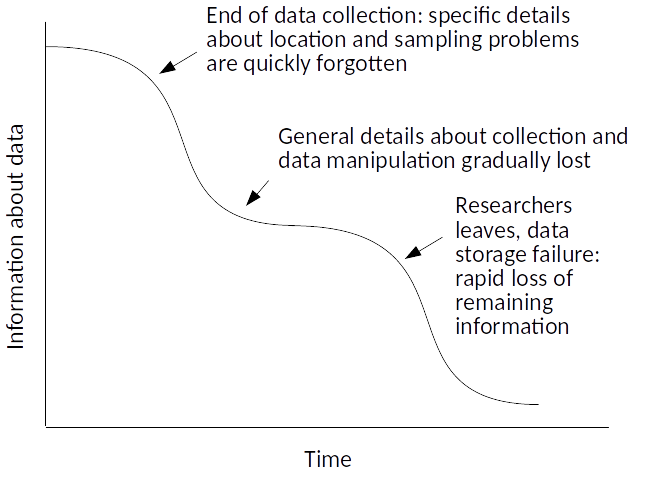 End of data collection: specific details
about location and sampling problems
are quickly forgotten
General details about collection and
data manipulation gradually lost
Researchers
leaves, data
storage failure:
rapid loss of
remaining
information
Information about data
Time